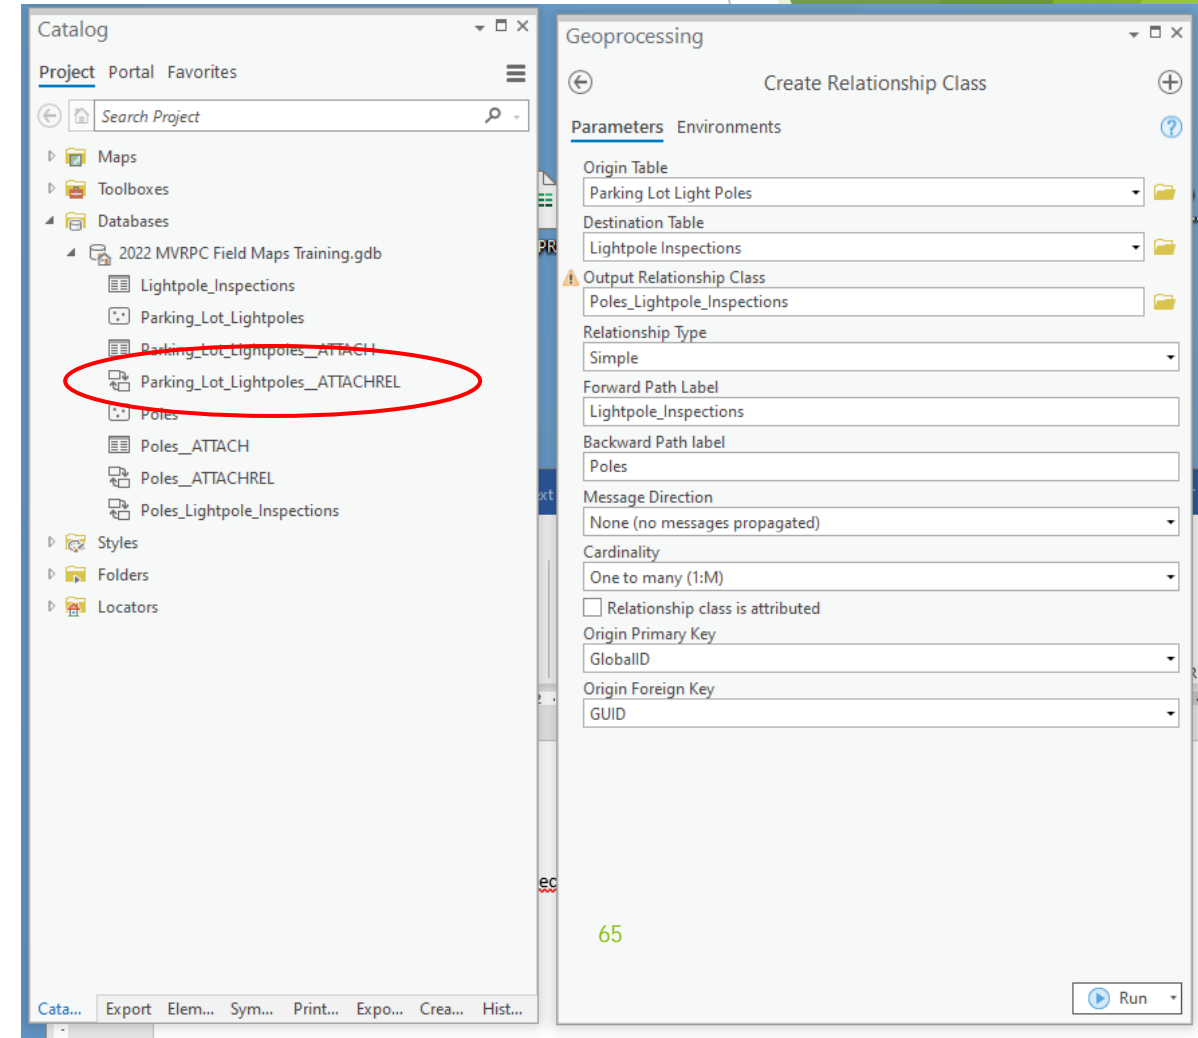 Catalog
Project Portal Favorites
Search Project
Maps
Toolboxes
Databases
2022 MVRPC Field Maps Training.gdb
Lightpole_Inspections
Parking_Lot_Lightpoles
Parking_Lot_Lightpoles__ATTACH
Parking_Lot_Lightpoles__ATTACHREL
Poles
Poles__ATTACH
Poles__ATTACHREL
Poles_Lightpole_Inspections
Styles
Folders
Locators
Cata... Export Elem... Sym... Print... Expo... Crea... Hist...
PR
xt
2
ec
Geoprocessing
Create Relationship Class
Parameters Environments
?
Origin Table
Parking Lot Light Poles
Destination Table
Lightpole Inspections
Output Relationship Class
Poles_Lightpole_Inspections
Relationship Type
Simple
Forward Path Label
Lightpole_Inspections
Backward Path label
Poles
Message Direction
None (no messages propagated)
Cardinality
One to many (1:M)
Relationship class is attributed
Origin Primary Key
GlobalID
Origin Foreign Key
GUID
65
Run